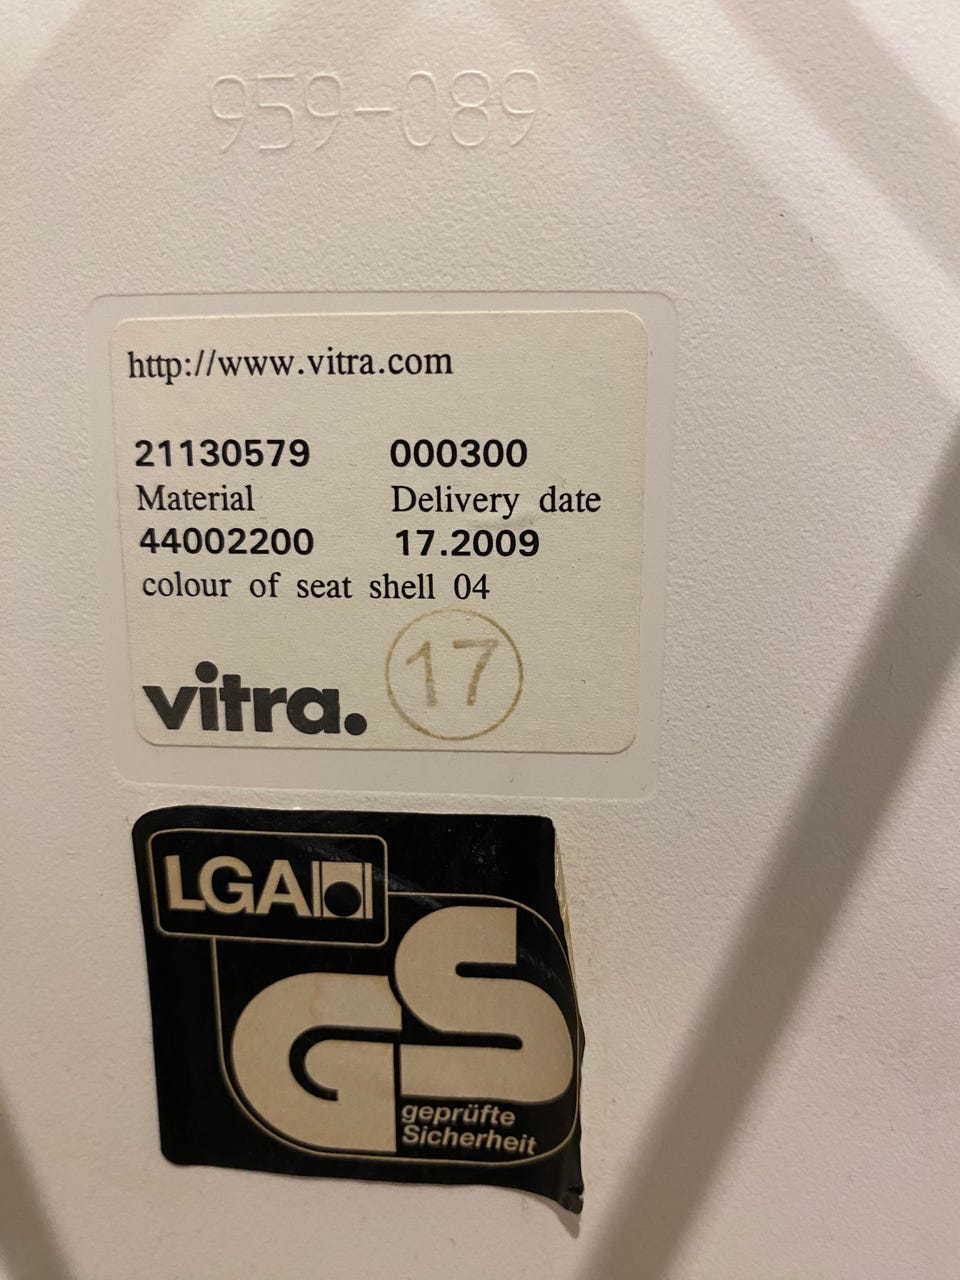 959-089
http://www.vitra.com
21130579 000300
Material Delivery date
44002200 17.2009
colour of seat shell 04
17
vitra.
LGA
GS
geprüfte
Sicherheit